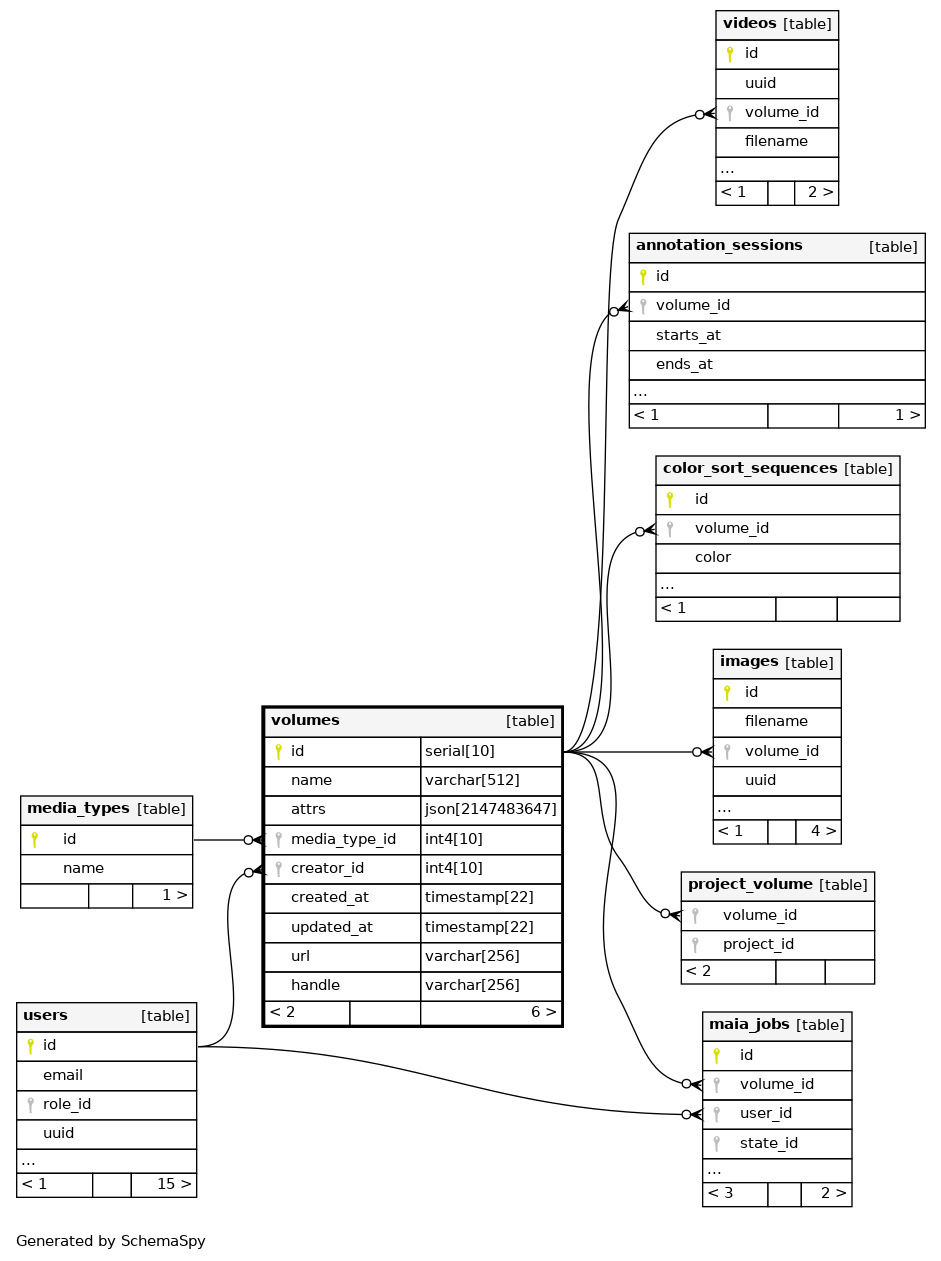 videos [table]
id
uuid
volume_id
filename
...
< 1 2 >
annotation_sessions [table]
id
volume_id
starts_at
ends_at
...
< 1 1 >
color_sort_sequences [table]
id
volume_id
color
...
< 1
images [table]
id
filename
volume_id
uuid
...
< 1 4 >
volumes [table]
id serial[10]
name varchar[512]
attrs json[2147483647]
media_type_id int4[10]
creator_id int4[10]
created_at timestamp[22]
updated_at timestamp[22]
url varchar[256]
handle varchar[256]
< 2 6 >
media_types [table]
id
name
1 >
project_volume [table]
volume_id
project_id
< 2
users [table]
id
email
role_id
uuid
...
< 1 15 >
maia_jobs [table]
id
volume_id
user_id
state_id
...
< 3 2 >
Generated by SchemaSpy